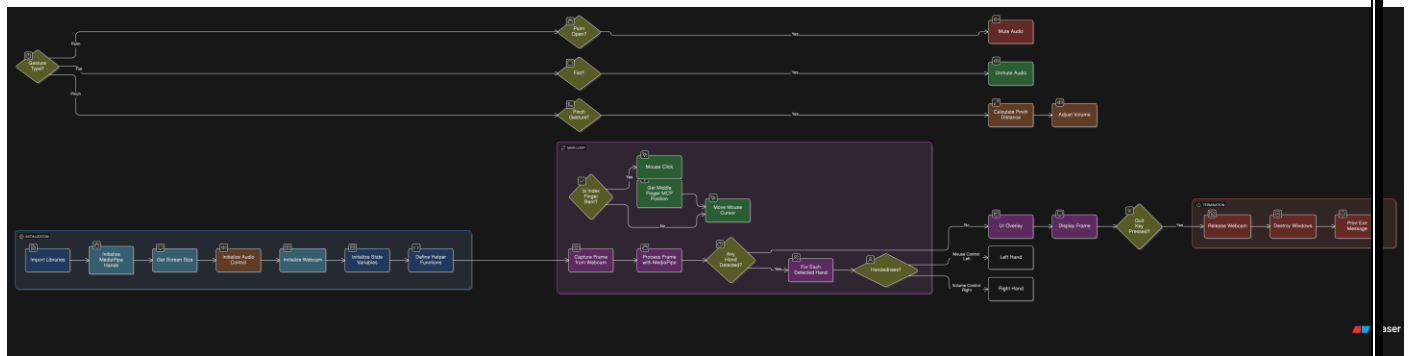 Palm
Open?
Yes
Mute Audio
Gesture
Type?
Fist?
Yes
Unmute Audio
Pinch
Pinch
Gesture?
Yes
Calculate Pinch
Distance
Adjust Volume
MAIN LOOP
Mouse Click
Is Index
Finger
Bent?
Yes
Get Middle
Finger MCP
Position
Move Mouse
Cursor
No
INITIALIZATION
Import Libraries
Initialize
MediaPipe
Hands
Get Screen Size
Initialize Audio
Control
Initialize Webcam
Initialize State
Variables
Define Helper
Functions
Capture Frame
from Webcam
Process Frame
with MediaPipe
Any
Hand
Detected?
Yes
For Each
Detected Hand
Handedness?
No
UI Overlay
Display Frame
Quit
Key
Pressed?
Yes
TERMINATION
Release Webcam
Destroy Windows
Print Exit
Message
Mouse Control
Left
Left Hand
Volume Control
Right
Right Hand
aser